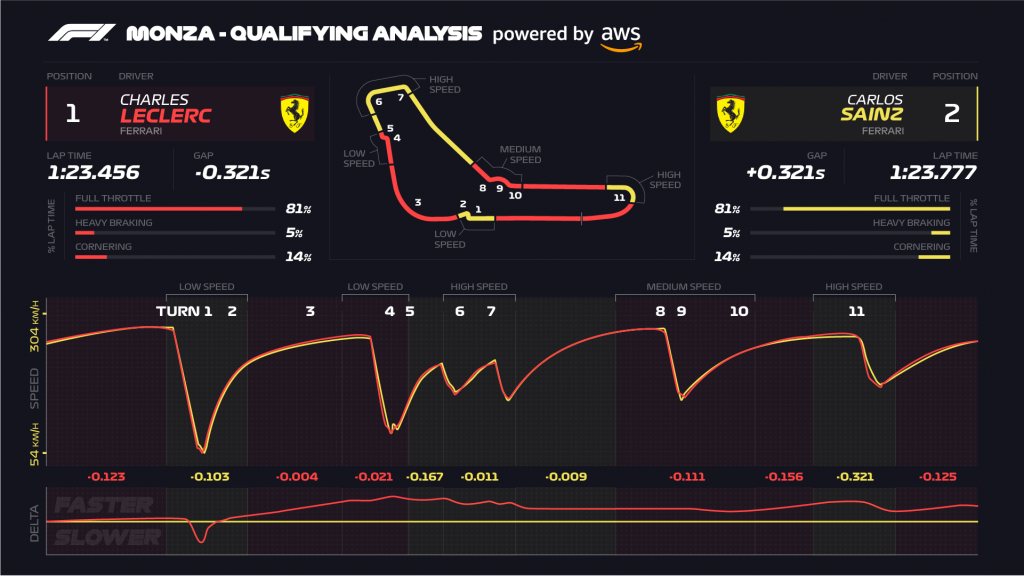 F1 MONZA - QUALIFYING ANALYSIS powered by aws
POSITION DRIVER
1 CHARLES LECLERC
FERRARI
LAP TIME GAP
1:23.456 -0.321s
% LAP TIME
FULL THROTTLE 81%
HEAVY BRAKING 5%
CORNERING 14%
HIGH SPEED
6 7
5
4
LOW SPEED
MEDIUM SPEED
8 9 10
HIGH SPEED
11
3
2 1
LOW SPEED
DRIVER POSITION
CARLOS SAINZ 2
FERRARI
GAP LAP TIME
+0.321s 1:23.777
FULL THROTTLE
81%
HEAVY BRAKING
5%
CORNERING
14%
% LAP TIME
LOW SPEED LOW SPEED HIGH SPEED MEDIUM SPEED HIGH SPEED
TURN 1 2 3 4 5 6 7 8 9 10 11
304 KM/H
SPEED
54 KM/H
-0.123 -0.103 -0.004 -0.021 -0.167 -0.011 -0.009 -0.111 -0.156 -0.321 -0.125
DELTA
FASTER
SLOWER